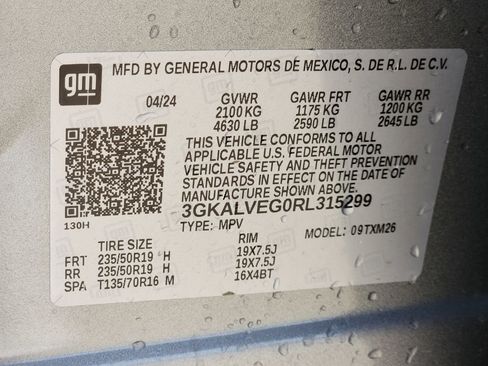 gm
MFD BY GENERAL MOTORS DE MEXICO, S. DE R.L. DE C.V.
04/24 GVWR GAWR FRT GAWR RR
2100 KG 1175 KG 1200 KG
4630 LB 2590 LB 2645 LB
THIS VEHICLE CONFORMS TO ALL
APPLICABLE U.S. FEDERAL MOTOR
VEHICLE SAFETY AND THEFT PREVENTION
STANDARDS IN EFFECT ON THE DATE OF
MANUFACTURE SHOWN ABOVE.
130H 3GKALVEG0RL315299
TYPE: MPV MODEL: 09TXM26
TIRE SIZE RIM
FRT 235/50R19 H 19X7.5J
RR 235/50R19 H 19X7.5J
SPA T135/70R16 M 16X4BT